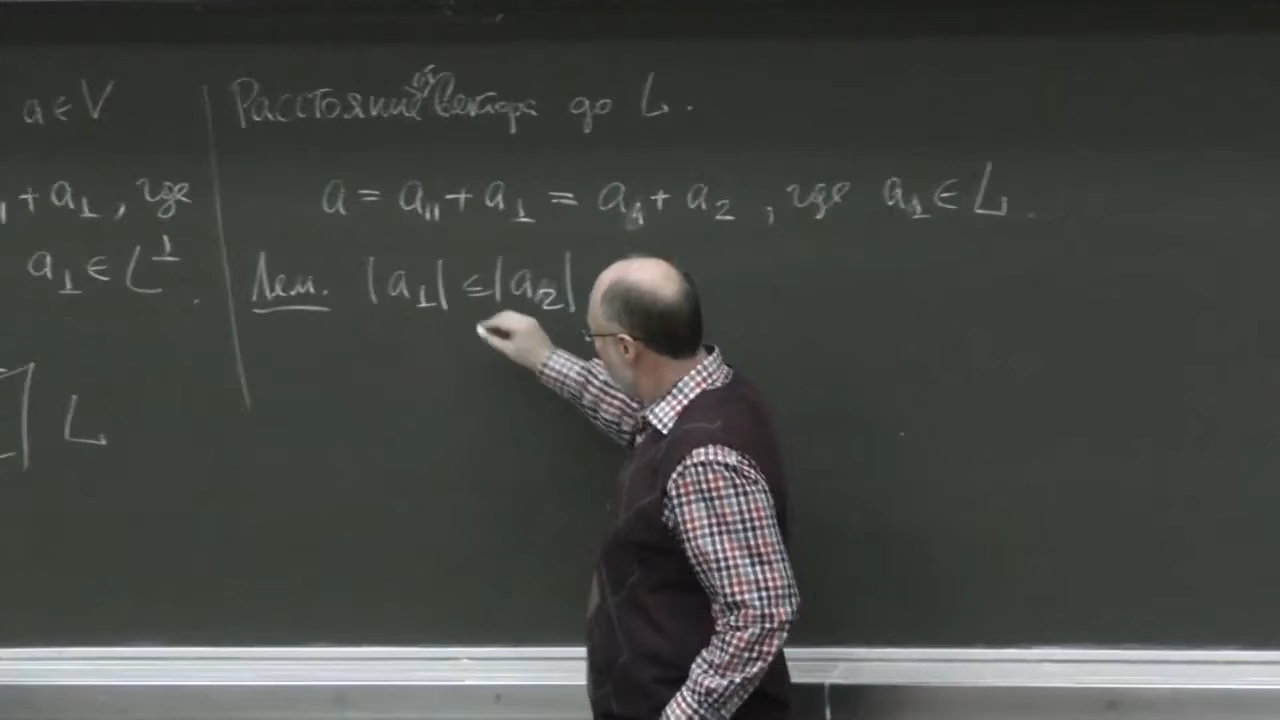 a ∈ V
+ a⊥, где
a⊥ ∈ L⊥.
L
Расстояние от вектора до L.
a = a∥ + a⊥ = a₁ + a₂, где a₁ ∈ L.
Лем. |a⊥| ≤ |a₂|